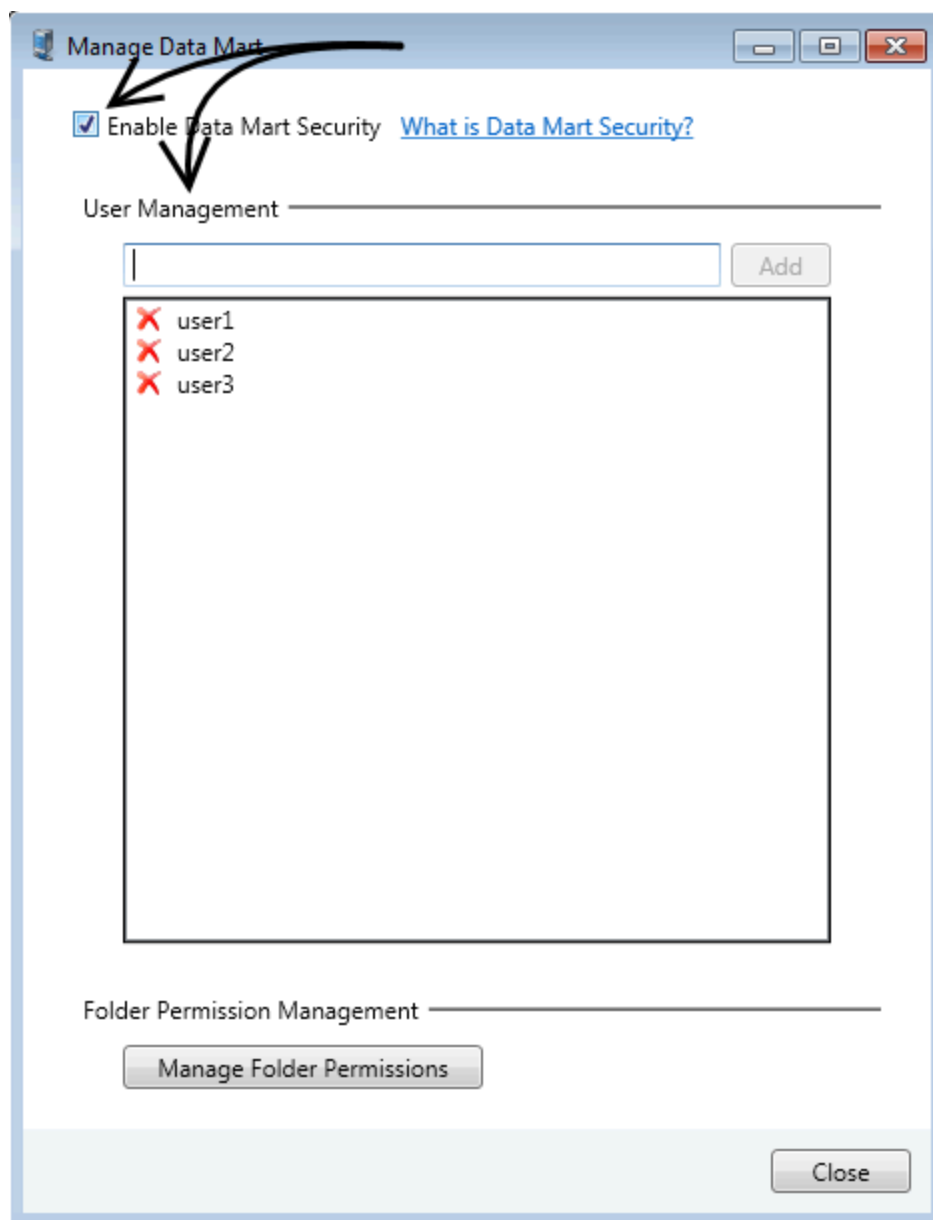 Manage Data Mart
Enable Data Mart Security What is Data Mart Security?
User Management
Add
user1
user2
user3
Folder Permission Management
Manage Folder Permissions
Close